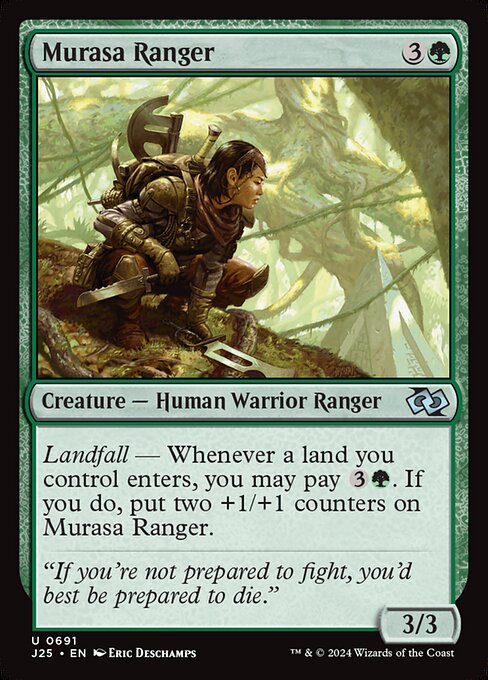 Murasa Ranger 3
Creature — Human Warrior Ranger
Landfall — Whenever a land you
control enters, you may pay 3. If
you do, put two +1/+1 counters on
Murasa Ranger.
“If you’re not prepared to fight, you’d
best be prepared to die.”
3/3
U 0691
J25 • EN Eric Deschamps
™ & © 2024 Wizards of the Coast